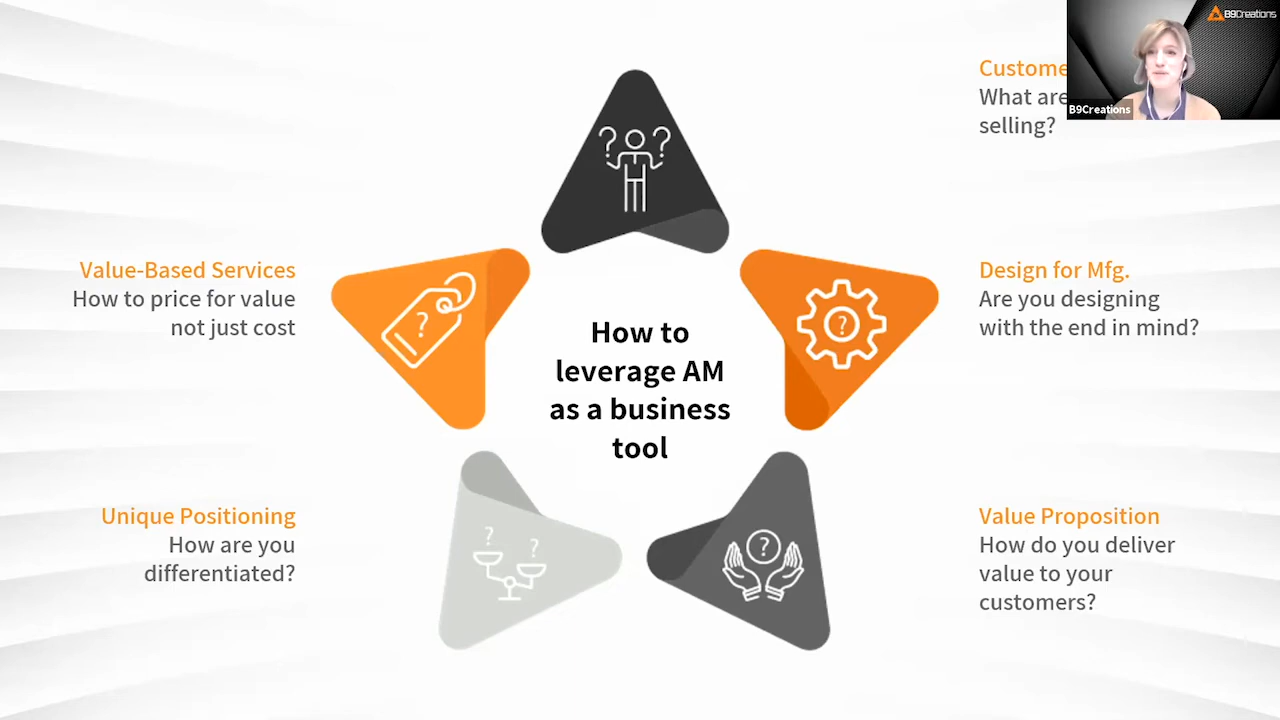 B9Creations
Custome
What are
selling?
B9Creations
Value-Based Services
How to price for value
not just cost
Design for Mfg.
Are you designing
with the end in mind?
How to
leverage AM
as a business
tool
Unique Positioning
How are you
differentiated?
Value Proposition
How do you deliver
value to your
customers?
?
?
?
?
?
?
?